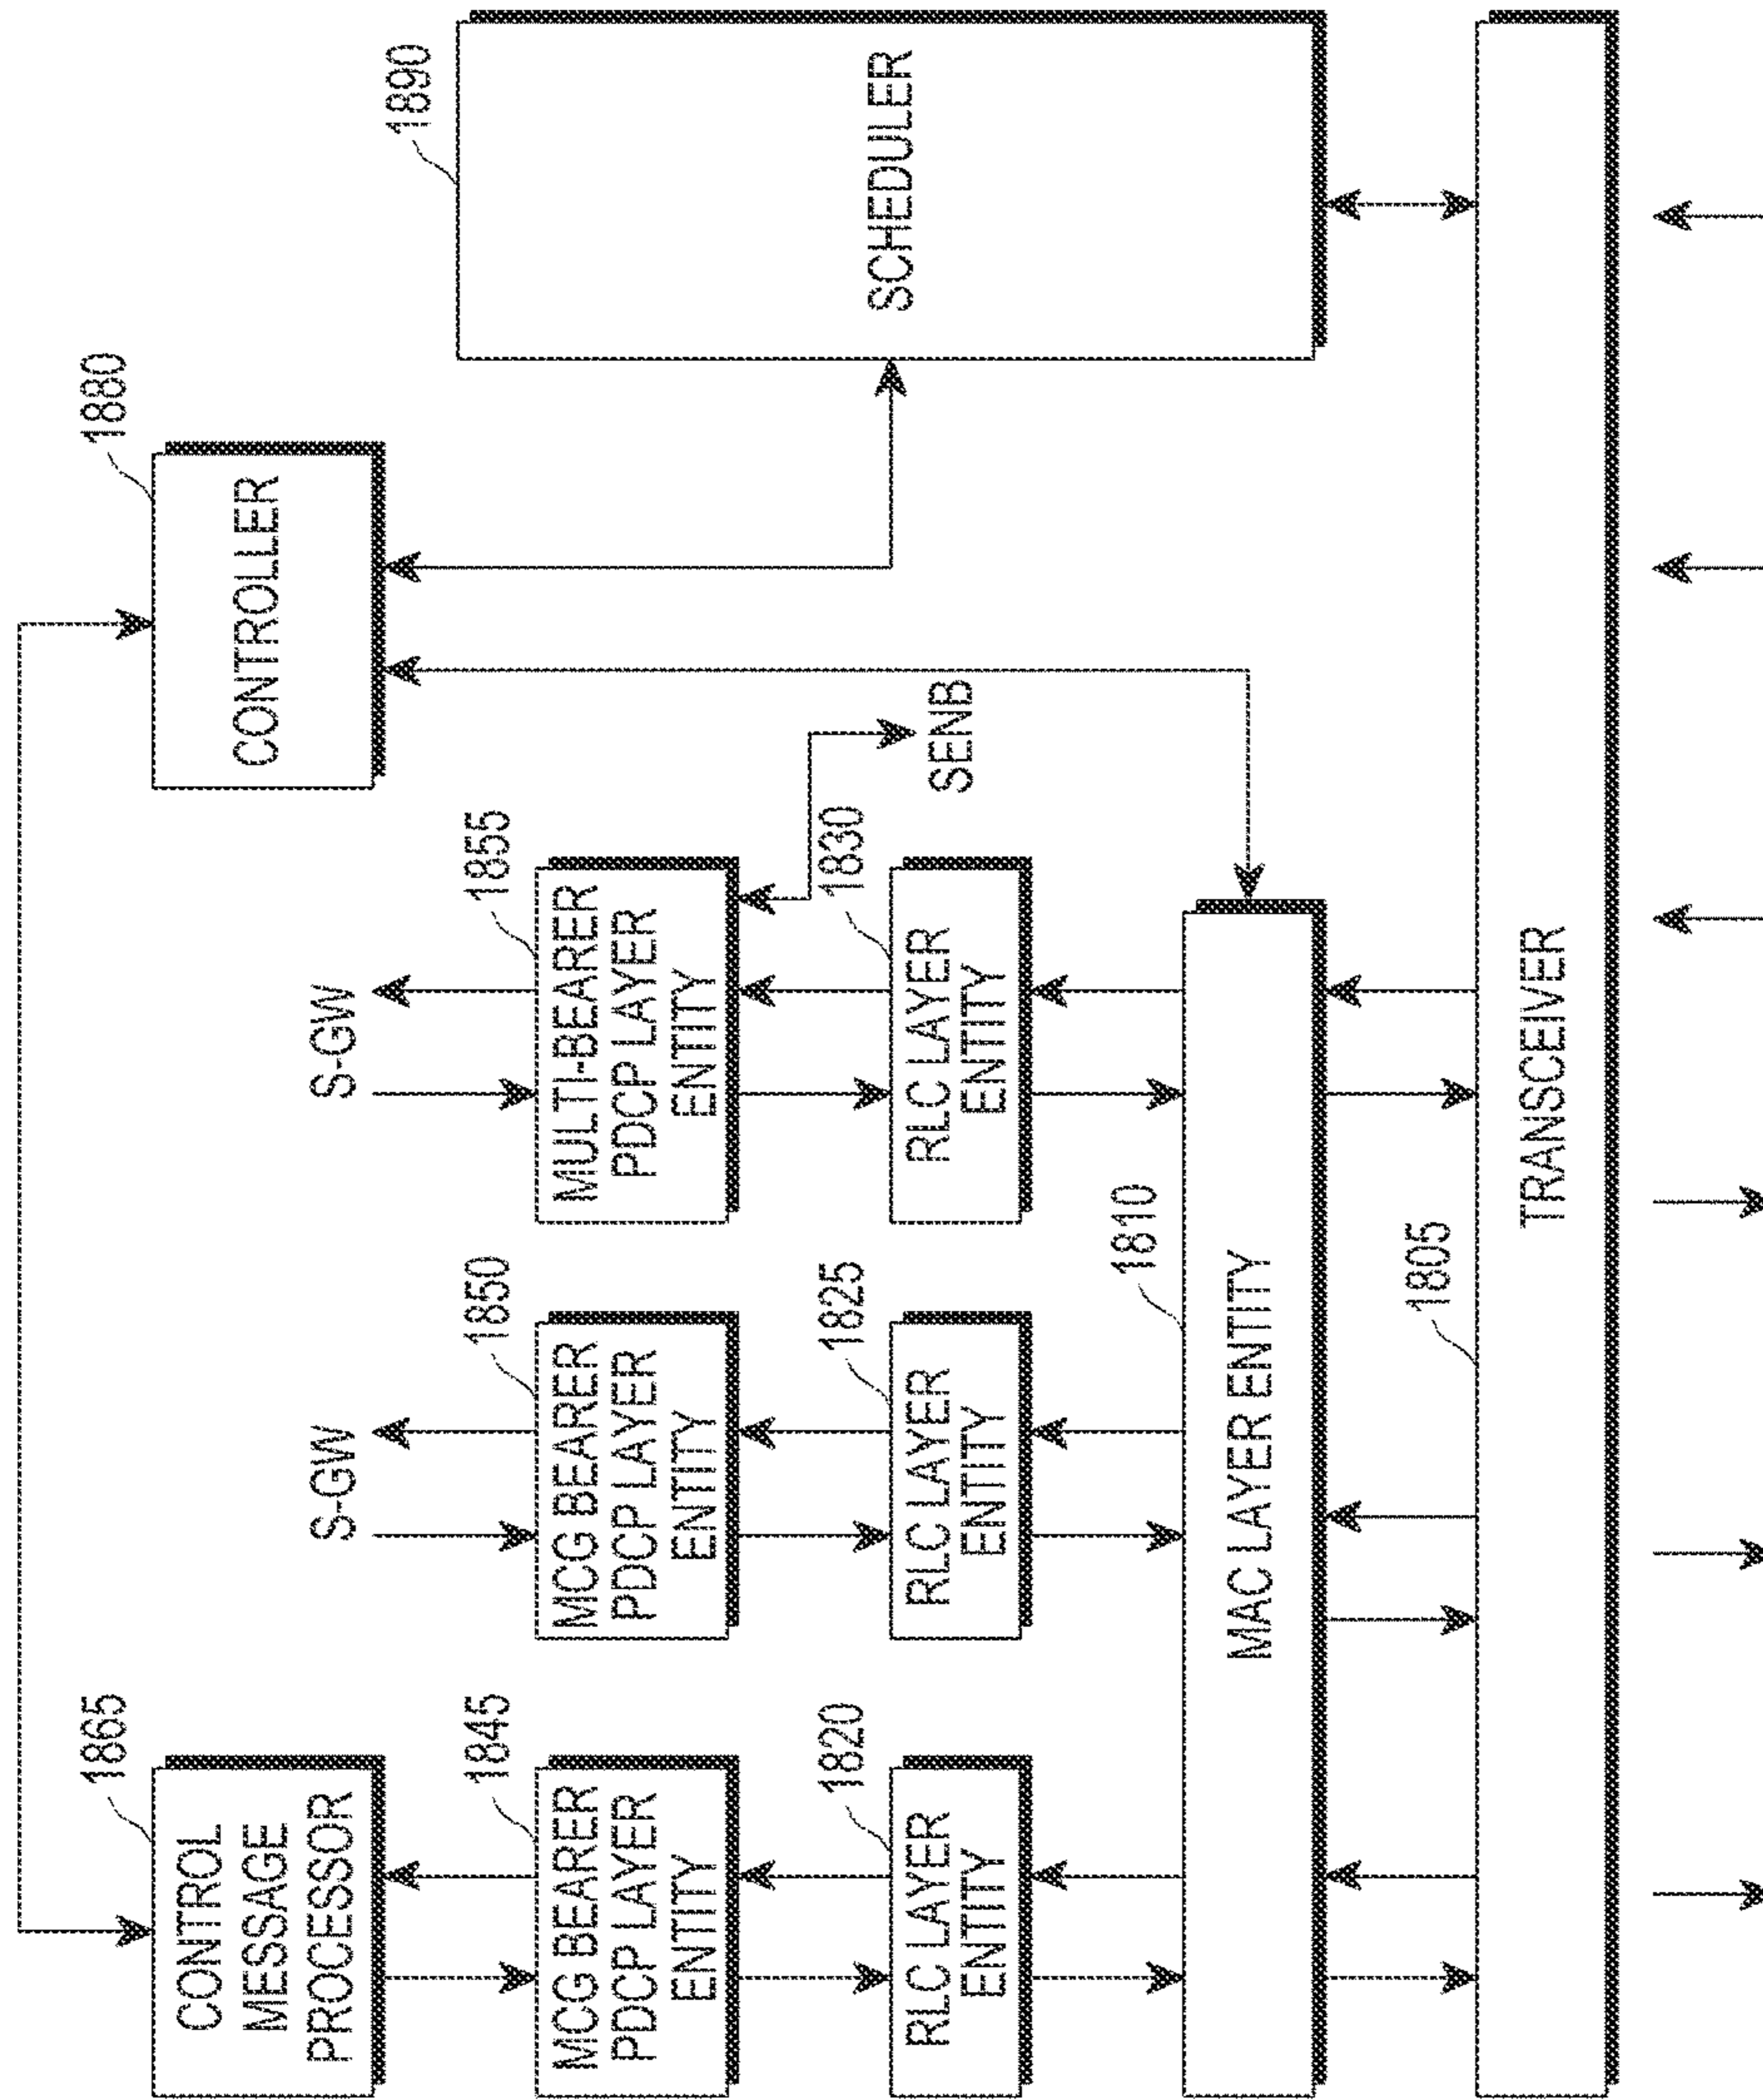 1865
CONTROL
MESSAGE
PROCESSOR
1880
CONTROLLER
1890
SCHEDULER
S-GW
S-GW
1845
MCG BEARER
PDCP LAYER
ENTITY
1850
MCG BEARER
PDCP LAYER
ENTITY
1855
MULTI-BEARER
PDCP LAYER
ENTITY
SENB
1820
RLC LAYER
ENTITY
1825
RLC LAYER
ENTITY
1830
RLC LAYER
ENTITY
1810
MAC LAYER ENTITY
1805
TRANSCEIVER